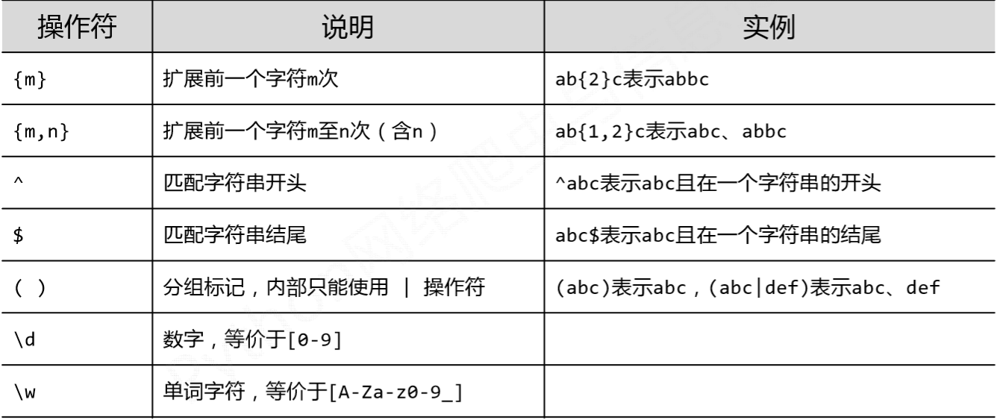 操作符 说明 实例
{m} 扩展前一个字符m次 ab{2}c表示abbc
{m,n} 扩展前一个字符m至n次(含n) ab{1,2}c表示abc、abbc
^ 匹配字符串开头 ^abc表示abc且在一个字符串的开头
$ 匹配字符串结尾 abc$表示abc且在一个字符串的结尾
( ) 分组标记,内部只能使用 | 操作符 (abc)表示abc,(abc|def)表示abc、def
\d 数字,等价于[0-9]
\w 单词字符,等价于[A-Za-z0-9_]
网络爬虫与信息